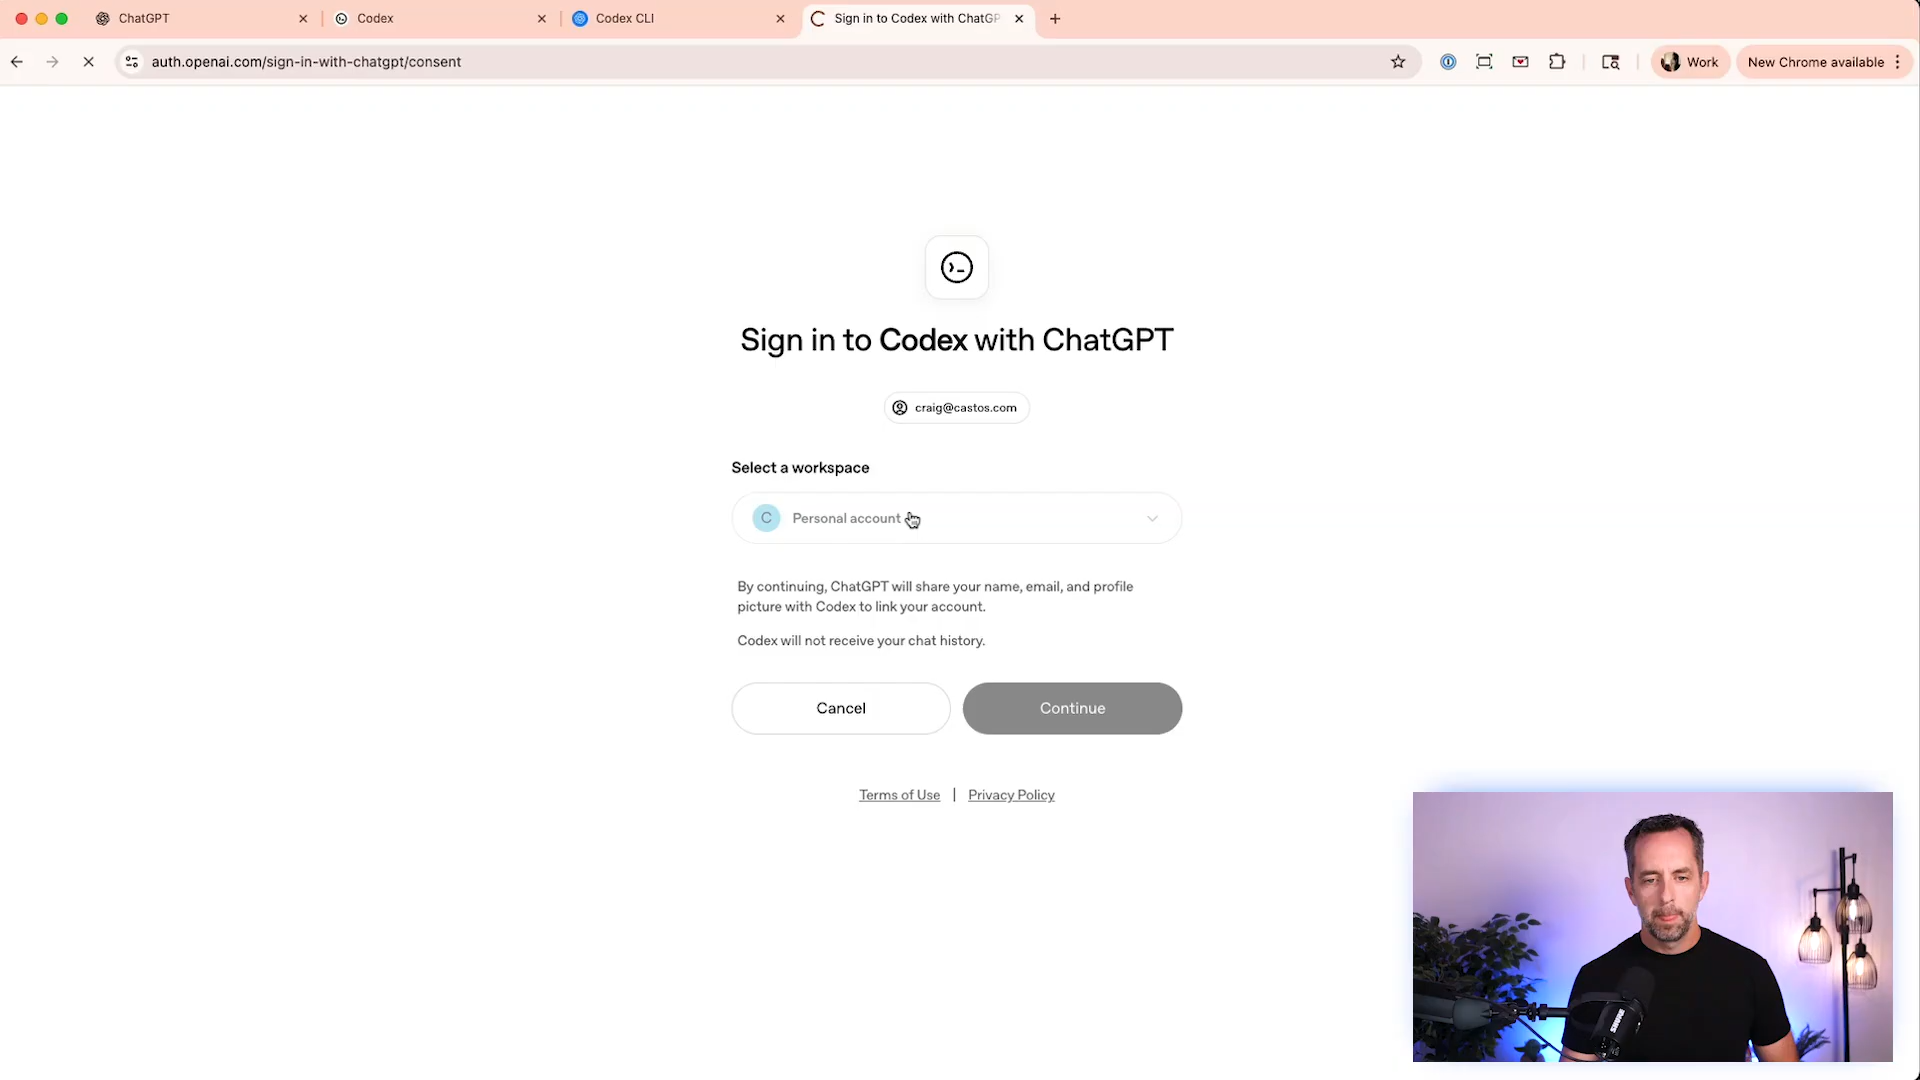 ChatGPT
Codex
Codex CLI
Sign in to Codex with ChatGP
auth.openai.com/sign-in-with-chatgpt/consent
Work
New Chrome available
Sign in to Codex with ChatGPT
craig@castos.com
Select a workspace
C
Personal account
By continuing, ChatGPT will share your name, email, and profile
picture with Codex to link your account.
Codex will not receive your chat history.
Cancel
Continue
Terms of Use | Privacy Policy
SHURE